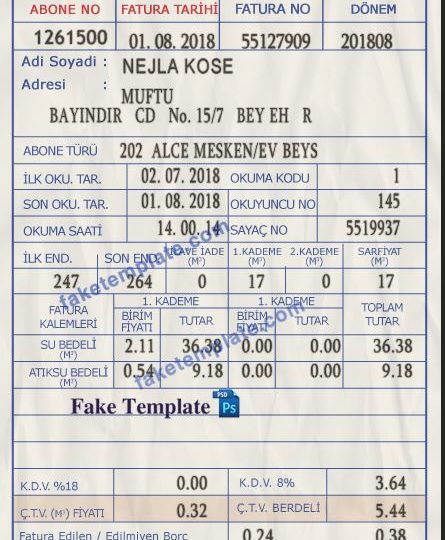 ABONE NO FATURA TARİHİ FATURA NO DÖNEM
1261500 01. 08. 2018 55127909 201808
Adi Soyadi : NEJLA KOSE
Adresi : MUFTU
BAYINDIR CD No. 15/7 BEY EH R
ABONE TÜRÜ 202 ALCE MESKEN/EV BEYS
İLK OKU. TAR. 02. 07. 2018 OKUMA KODU 1
SON OKU. TAR. 01. 08. 2018 OKUYUCU NO 145
OKUMA SAATİ 14. 00. 14 SAYAÇ NO 5519937
İLK END. SON END. İLAVE İADE (M³) 1.KADEME (M³) 2.KADEME (M³) SARFİYAT (M³)
247 264 0 17 0 17
faketemplate.com
FATURA KALEMLERİ 1. KADEME 1. KADEME TOPLAM TUTAR
BİRİM FİYATI TUTAR BİRİM FİYATI TUTAR
SU BEDELİ (M³) 2.11 36.38 0.00 0.00 36.38
ATIKSU BEDELİ (M³) 0.54 9.18 0.00 0.00 9.18
faketemplate.com
Fake Template PSD Ps
K.D.V. %18 0.00 K.D.V. 8% 3.64
Ç.T.V. (M³) FİYATI 0.32 Ç.T.V. BERDELİ 5.44
Fatura Edilen / Edilmiyen Borç 0.24 0.38